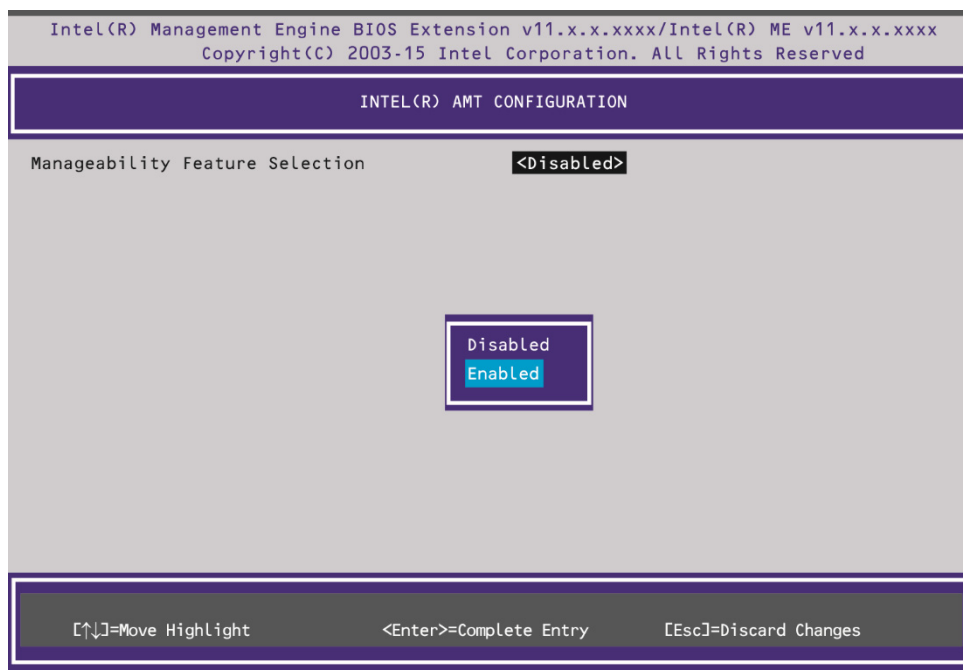 Intel(R) Management Engine BIOS Extension v11.x.x.xxxx/Intel(R) ME v11.x.x.xxxx
Copyright(C) 2003-15 Intel Corporation. All Rights Reserved
INTEL(R) AMT CONFIGURATION
Manageability Feature Selection <Disabled>
Disabled
Enabled
[↑↓]=Move Highlight <Enter>=Complete Entry [Esc]=Discard Changes